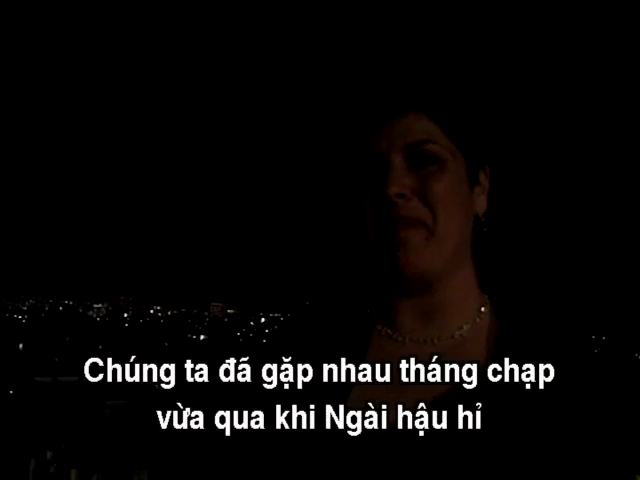 Chúng ta đã gặp nhau tháng chạp
vừa qua khi Ngài hậu hỉ